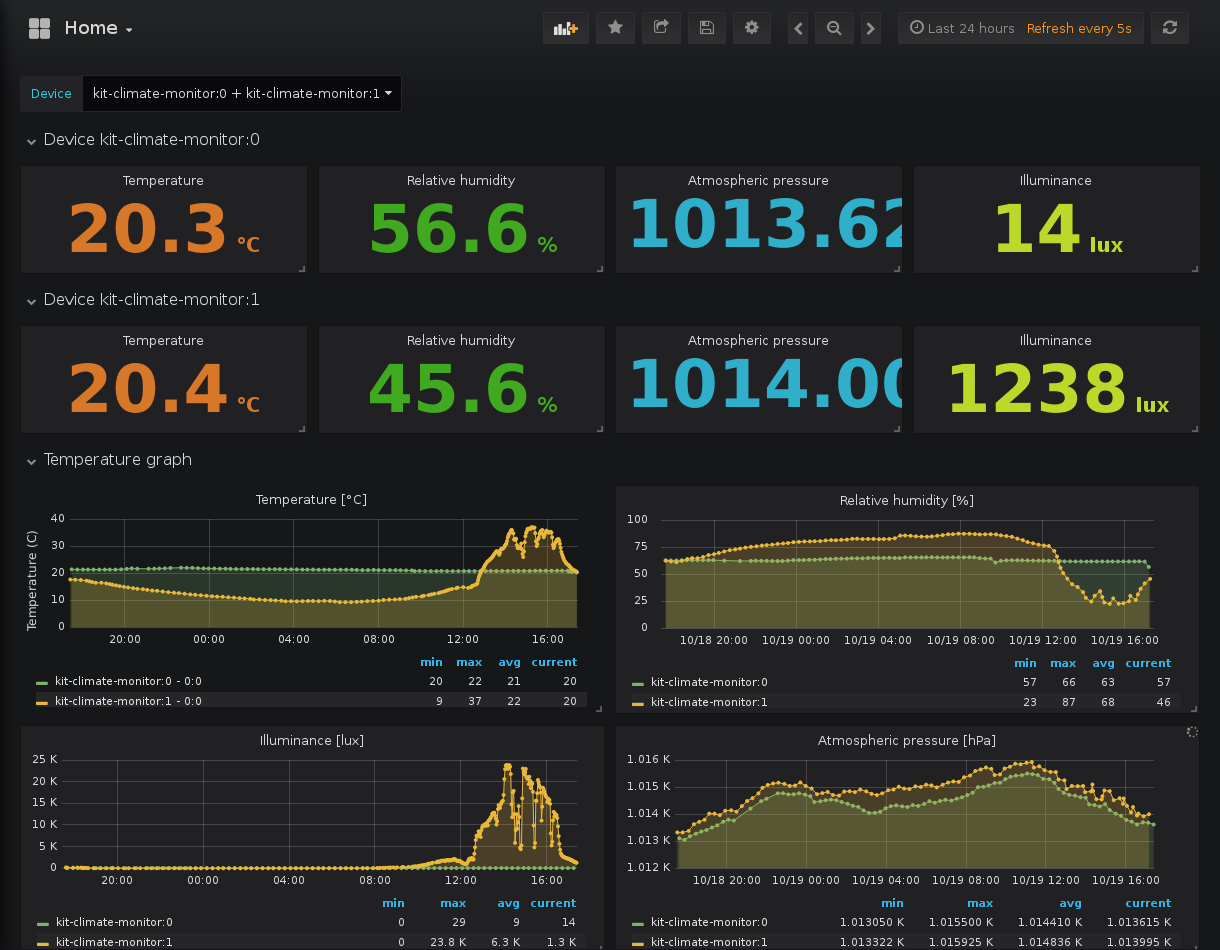 Home
Last 24 hours Refresh every 5s
Device kit-climate-monitor:0 + kit-climate-monitor:1
Device kit-climate-monitor:0
Temperature Relative humidity Atmospheric pressure Illuminance
20.3 °C 56.6 % 1013.62 14 lux
Device kit-climate-monitor:1
Temperature Relative humidity Atmospheric pressure Illuminance
20.4 °C 45.6 % 1014.00 1238 lux
Temperature graph
Temperature [°C]
Temperature (C)
40
30
20
10
0
20:00 00:00 04:00 08:00 12:00 16:00
min max avg current
kit-climate-monitor:0 - 0:0 20 22 21 20
kit-climate-monitor:1 - 0:0 9 37 22 20
Relative humidity [%]
100
75
50
25
0
10/18 20:00 10/19 00:00 10/19 04:00 10/19 08:00 10/19 12:00 10/19 16:00
min max avg current
kit-climate-monitor:0 57 66 63 57
kit-climate-monitor:1 23 87 68 46
Illuminance [lux]
25 K
20 K
15 K
10 K
5 K
0
20:00 00:00 04:00 08:00 12:00 16:00
min max avg current
kit-climate-monitor:0 0 29 9 14
kit-climate-monitor:1 0 23.8 K 6.3 K 1.3 K
Atmospheric pressure [hPa]
1.016 K
1.015 K
1.014 K
1.013 K
1.012 K
10/18 20:00 10/19 00:00 10/19 04:00 10/19 08:00 10/19 12:00 10/19 16:00
min max avg current
kit-climate-monitor:0 1.013050 K 1.015500 K 1.014410 K 1.013615 K
kit-climate-monitor:1 1.013322 K 1.015925 K 1.014836 K 1.013995 K